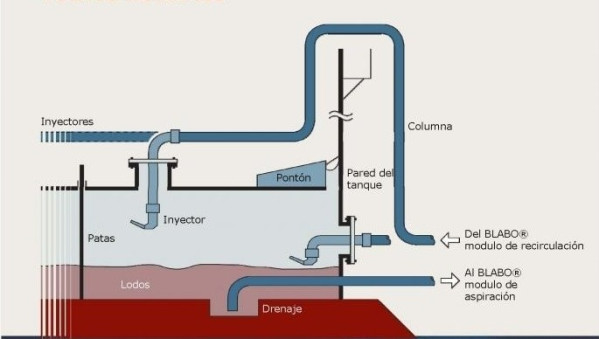 Inyectores
Columna
Pontón
Pared del
tanque
Inyector
Patas
Del BLABO®
modulo de recirculación
Al BLABO®
modulo de
aspiración
Lodos
Drenaje